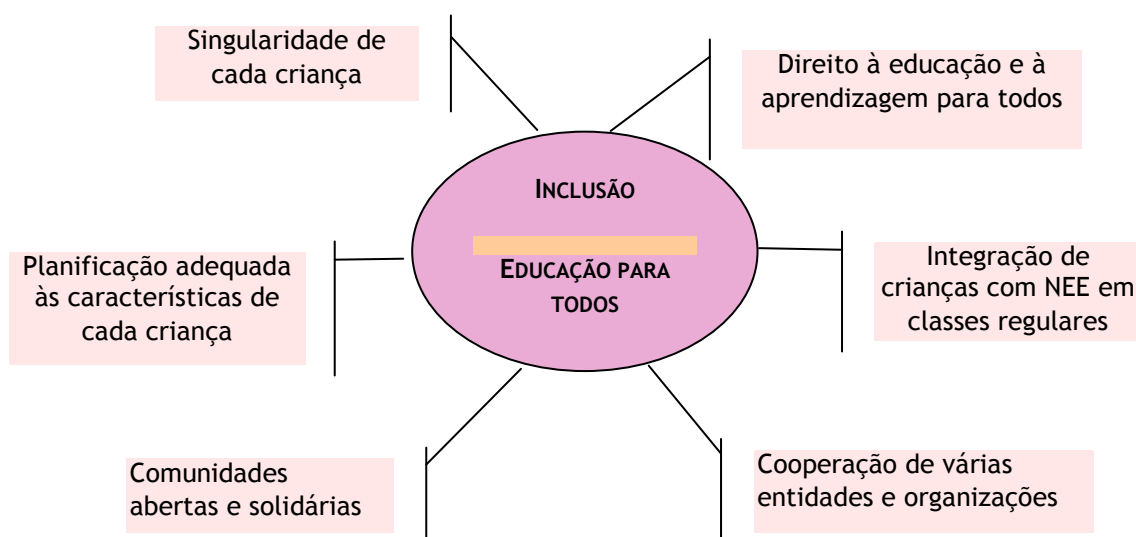 Singularidade de
cada criança
Direito à educação e à
aprendizagem para todos
INCLUSÃO
EDUCAÇÃO PARA
TODOS
Planificação adequada
às características de
cada criança
Integração de
crianças com NEE em
classes regulares
Comunidades
abertas e solidárias
Cooperação de várias
entidades e organizações